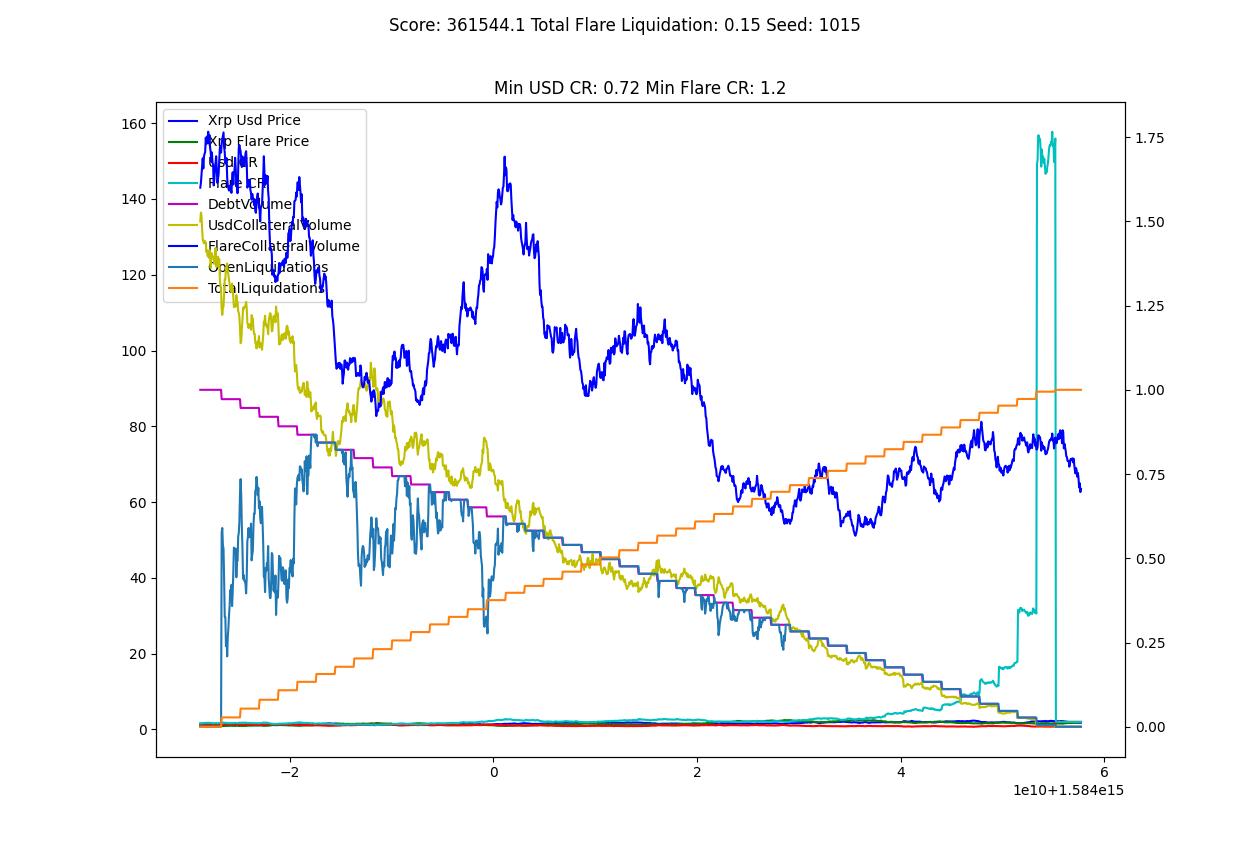 Score: 361544.1 Total Flare Liquidation: 0.15 Seed: 1015
Min USD CR: 0.72 Min Flare CR: 1.2
Xrp Usd Price
Xrp Flare Price
Usd CR
Flare CR
DebtVolume
UsdCollateralVolume
FlareCollateralVolume
OpenLiquidations
TotalLiquidations
160
140
120
100
80
60
40
20
0
1.75
1.50
1.25
1.00
0.75
0.50
0.25
0.00
−2
0
2
4
6
1e10+1.584e15